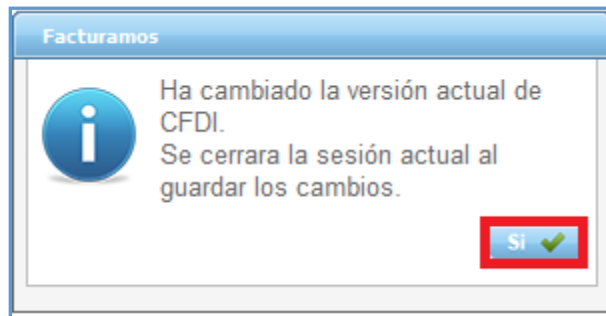 Facturamos
Ha cambiado la versión actual de
CFDI.
Se cerrara la sesión actual al
guardar los cambios.
Si